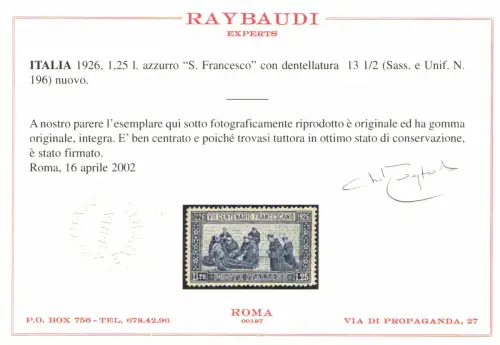 RAYBAUDI
EXPERTS
ITALIA 1926, 1,25 l. azzurro “S. Francesco” con dentellatura 13 1/2 (Sass. e Unif. N.
196) nuovo.
A nostro parere l'esemplare qui sotto fotograficamente riprodotto è originale ed ha gomma
originale, integra. E' ben centrato e poiché trovasi tuttora in ottimo stato di conservazione,
è stato firmato.
Roma, 16 aprile 2002
VII CENTENARIO FRANCESCANO
POSTE ITALIANE
Lire 1,25
ROMA
00187
P.O. BOX 756 - TEL. 678.42.96
VIA DI PROPAGANDA, 27